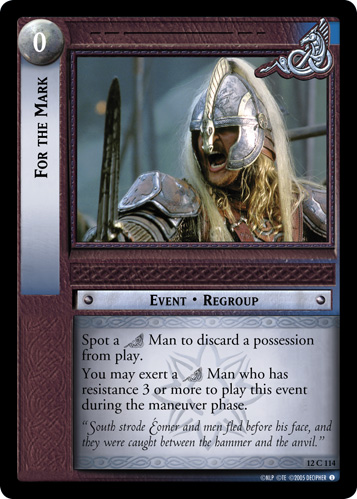 0
FOR THE MARK
EVENT • REGROUP
Spot a Man to discard a possession
from play.
You may exert a Man who has
resistance 3 or more to play this event
during the maneuver phase.
“South strode Éomer and men fled before his face, and
they were caught between the hammer and the anvil.”
12 C 114
©NLP ©TE ©2005 DECIPHER